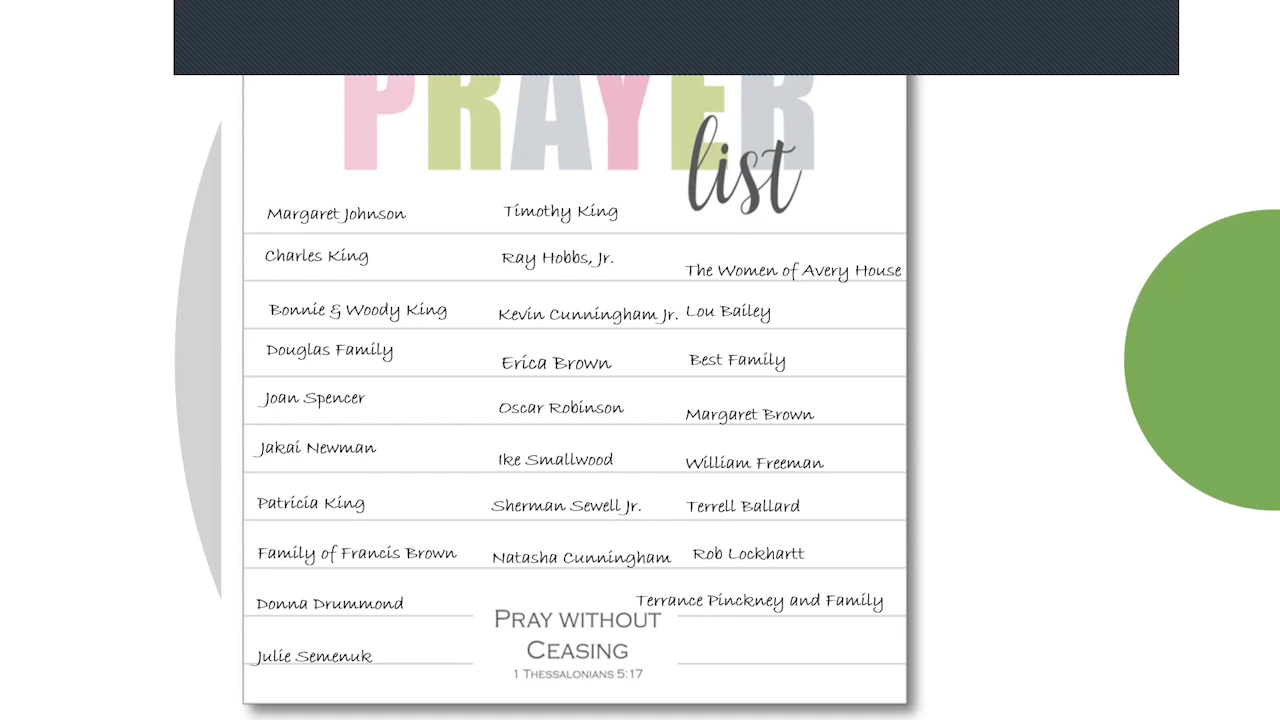 PRAYER
list
Margaret Johnson
Charles King
Bonnie & Woody King
Douglas Family
Joan Spencer
Jakai Newman
Patricia King
Family of Francis Brown
Donna Drummond
Julie Semenuk
Timothy King
Ray Hobbs, Jr.
Kevin Cunningham Jr.
Erica Brown
Oscar Robinson
Ike Smallwood
Sherman Sewell Jr.
Natasha Cunningham
The Women of Avery House
Lou Bailey
Best Family
Margaret Brown
William Freeman
Terrell Ballard
Rob Lockhartt
Terrance Pinckney and Family
PRAY WITHOUT
CEASING
1 THESSALONIANS 5:17